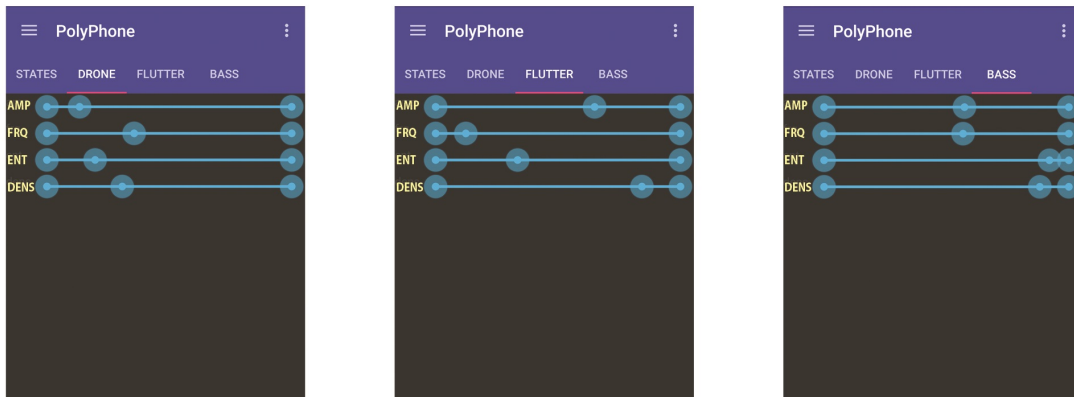 PolyPhone
STATES DRONE FLUTTER BASS
AMP
FRQ
ENT
DENS
PolyPhone
STATES DRONE FLUTTER BASS
AMP
FRQ
ENT
DENS
PolyPhone
STATES DRONE FLUTTER BASS
AMP
FRQ
ENT
DENS